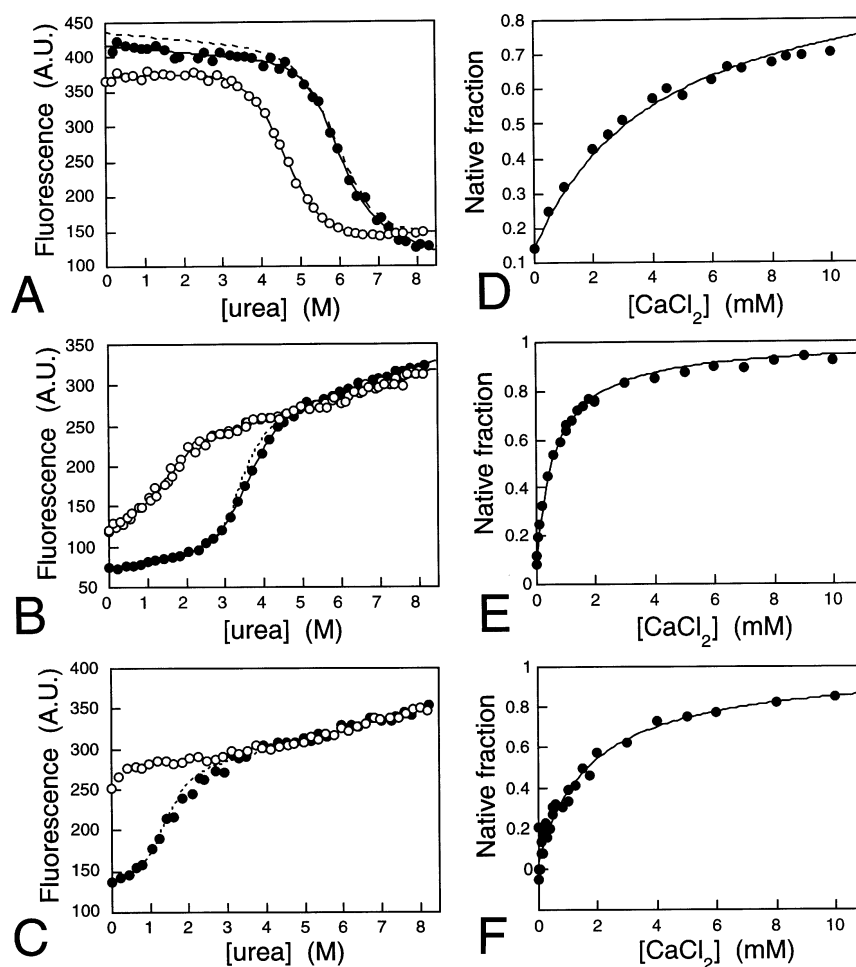 Fluorescence (A.U.)
450
400
350
300
250
200
150
100
0 1 2 3 4 5 6 7 8
[urea] (M)
A
Native fraction
0.8
0.7
0.6
0.5
0.4
0.3
0.2
0.1
0 2 4 6 8 10
[CaCl2] (mM)
D
Fluorescence (A.U.)
350
300
250
200
150
100
50
0 1 2 3 4 5 6 7 8
[urea] (M)
B
Native fraction
1
0.8
0.6
0.4
0.2
0
0 2 4 6 8 10
[CaCl2] (mM)
E
Fluorescence (A.U.)
400
350
300
250
200
150
100
0 1 2 3 4 5 6 7 8
[urea] (M)
C
Native fraction
1
0.8
0.6
0.4
0.2
0
0 2 4 6 8 10
[CaCl2] (mM)
F